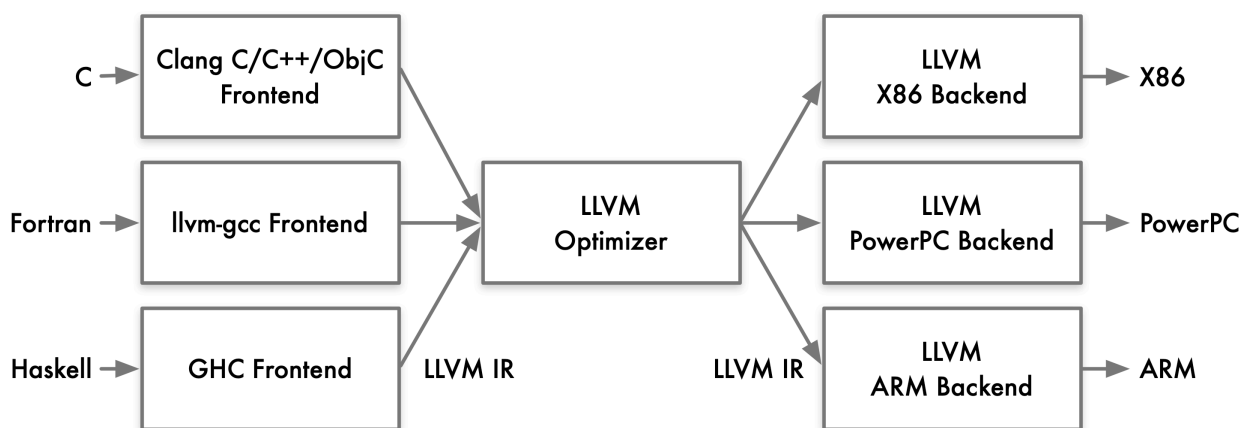 C
Clang C/C++/ObjC
Frontend
LLVM
X86 Backend
X86
Fortran
llvm-gcc Frontend
LLVM
Optimizer
LLVM
PowerPC Backend
PowerPC
Haskell
GHC Frontend
LLVM IR
LLVM IR
LLVM
ARM Backend
ARM